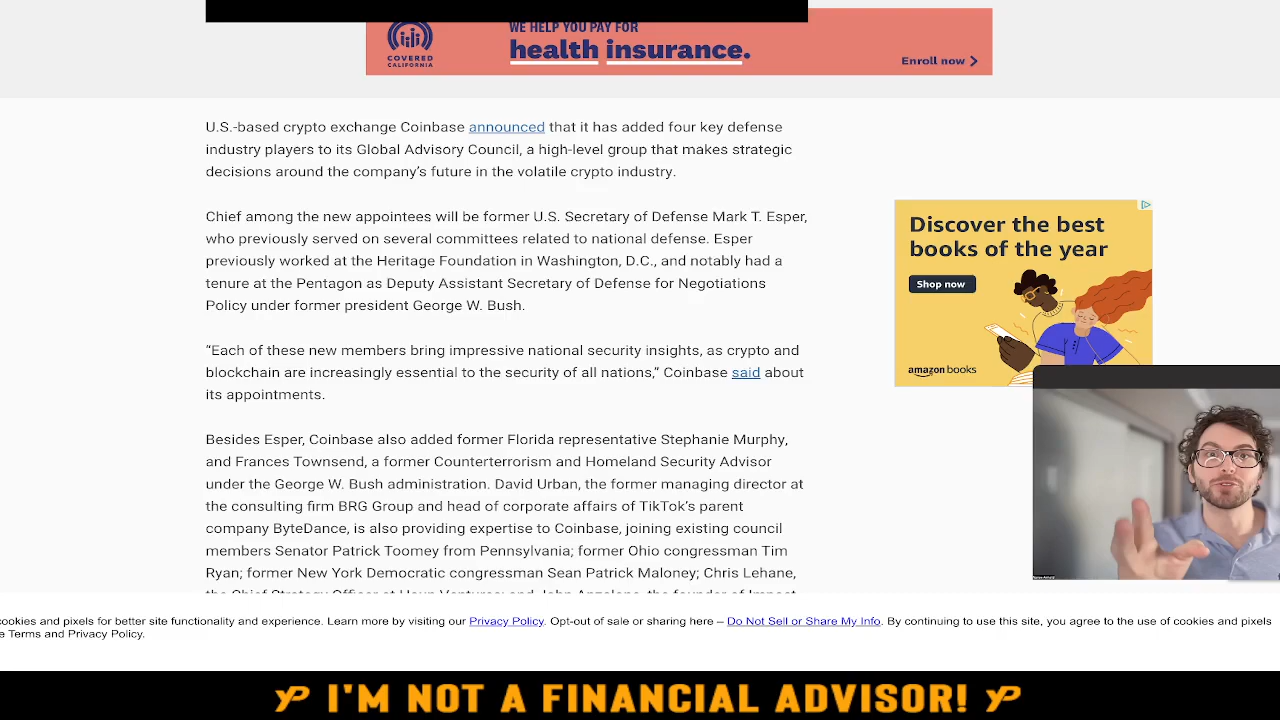 WE HELP YOU PAY FOR
health insurance.
COVERED
CALIFORNIA
Enroll now
U.S.-based crypto exchange Coinbase announced that it has added four key defense
industry players to its Global Advisory Council, a high-level group that makes strategic
decisions around the company’s future in the volatile crypto industry.
Chief among the new appointees will be former U.S. Secretary of Defense Mark T. Esper,
who previously served on several committees related to national defense. Esper
previously worked at the Heritage Foundation in Washington, D.C., and notably had a
tenure at the Pentagon as Deputy Assistant Secretary of Defense for Negotiations
Policy under former president George W. Bush.
“Each of these new members bring impressive national security insights, as crypto and
blockchain are increasingly essential to the security of all nations,” Coinbase said about
its appointments.
Besides Esper, Coinbase also added former Florida representative Stephanie Murphy,
and Frances Townsend, a former Counterterrorism and Homeland Security Advisor
under the George W. Bush administration. David Urban, the former managing director at
the consulting firm BRG Group and head of corporate affairs of TikTok’s parent
company ByteDance, is also providing expertise to Coinbase, joining existing council
members Senator Patrick Toomey from Pennsylvania; former Ohio congressman Tim
Ryan; former New York Democratic congressman Sean Patrick Maloney; Chris Lehane,
the Chief Strategy Officer at Haun Ventures; and John Anzalone, the founder of Impact
Discover the best
books of the year
Shop now
amazon books
cookies and pixels for better site functionality and experience. Learn more by visiting our Privacy Policy. Opt-out of sale or sharing here – Do Not Sell or Share My Info. By continuing to use this site, you agree to the use of cookies and pixels
e Terms and Privacy Policy.
I'M NOT A FINANCIAL ADVISOR!